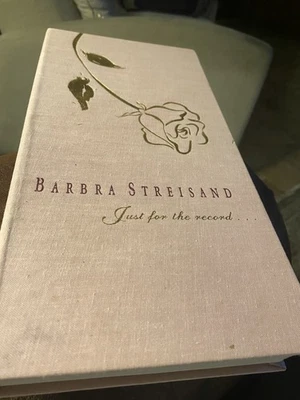 BARBRA STREISAND
Just for the record . . .